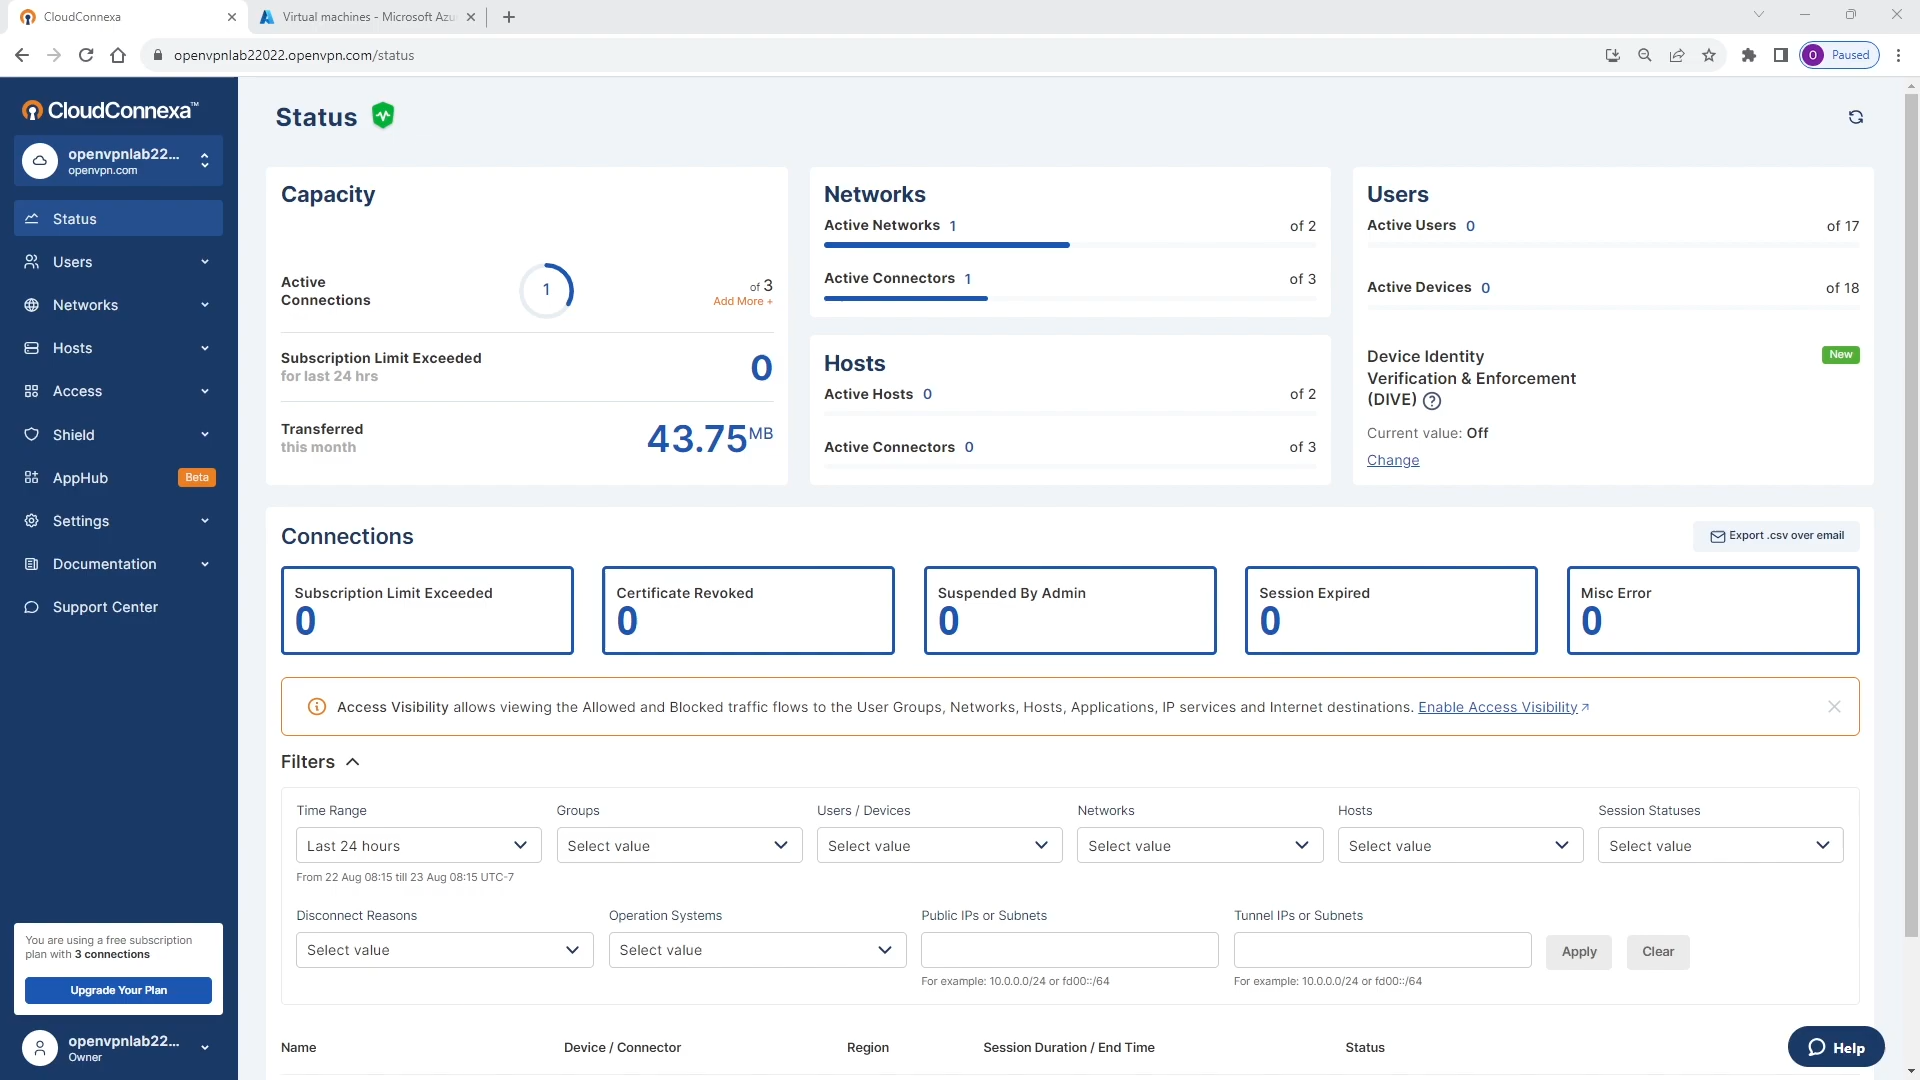 CloudConnexa
Virtual machines - Microsoft Azu
openvpnlab22022.openvpn.com/status
O
Paused
CloudConnexa™
openvpnlab22...
openvpn.com
Status
Users
Networks
Hosts
Access
Shield
AppHub
Beta
Settings
Documentation
Support Center
You are using a free subscription
plan with 3 connections
Upgrade Your Plan
openvpnlab22...
Owner
Status
Capacity
Active
Connections
1
of 3
Add More +
Subscription Limit Exceeded
for last 24 hrs
0
Transferred
this month
43.75 MB
Networks
Active Networks 1
of 2
Active Connectors 1
of 3
Hosts
Active Hosts 0
of 2
Active Connectors 0
of 3
Users
Active Users 0
of 17
Active Devices 0
of 18
Device Identity
Verification & Enforcement
(DIVE) ?
New
Current value: Off
Change
Connections
Export .csv over email
Subscription Limit Exceeded
0
Certificate Revoked
0
Suspended By Admin
0
Session Expired
0
Misc Error
0
Access Visibility allows viewing the Allowed and Blocked traffic flows to the User Groups, Networks, Hosts, Applications, IP services and Internet destinations. Enable Access Visibility
Filters
Time Range
Last 24 hours
From 22 Aug 08:15 till 23 Aug 08:15 UTC-7
Groups
Select value
Users / Devices
Select value
Networks
Select value
Hosts
Select value
Session Statuses
Select value
Disconnect Reasons
Select value
Operation Systems
Select value
Public IPs or Subnets
For example: 10.0.0.0/24 or fd00::/64
Tunnel IPs or Subnets
For example: 10.0.0.0/24 or fd00::/64
Apply
Clear
Name
Device / Connector
Region
Session Duration / End Time
Status
Help